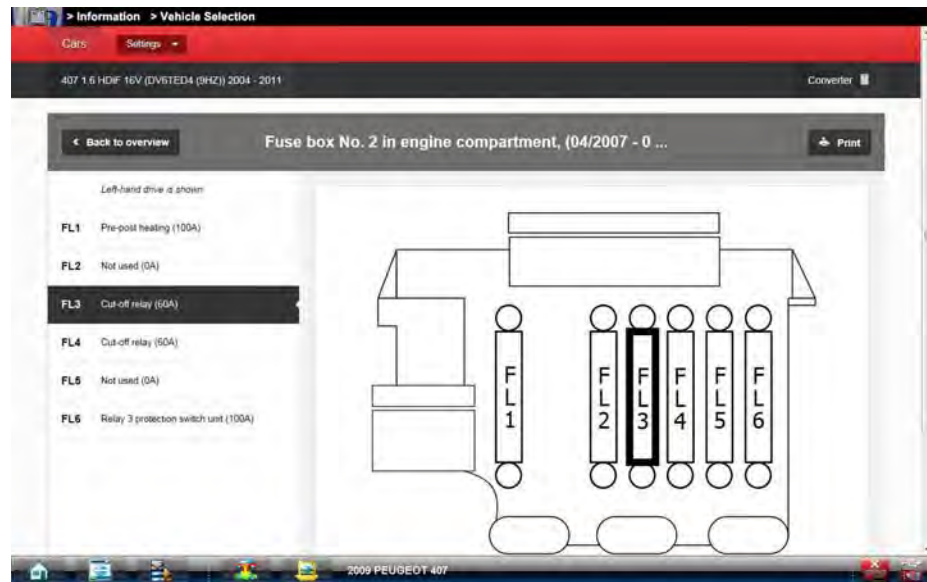 > Information > Vehicle Selection
Cars Settings
407 1.6 HDiF 16V (DV6TED4 (9HZ)) 2004 - 2011 Converter
Back to overview Fuse box No. 2 in engine compartment, (04/2007 - 0 ... Print
Left-hand drive is shown
FL1 Pre-post heating (100A)
FL2 Not used (0A)
FL3 Cut-off relay (60A)
FL4 Cut-off relay (60A)
FL5 Not used (0A)
FL6 Relay 3 protection switch unit (100A)
FL1 FL2 FL3 FL4 FL5 FL6
2009 PEUGEOT 407